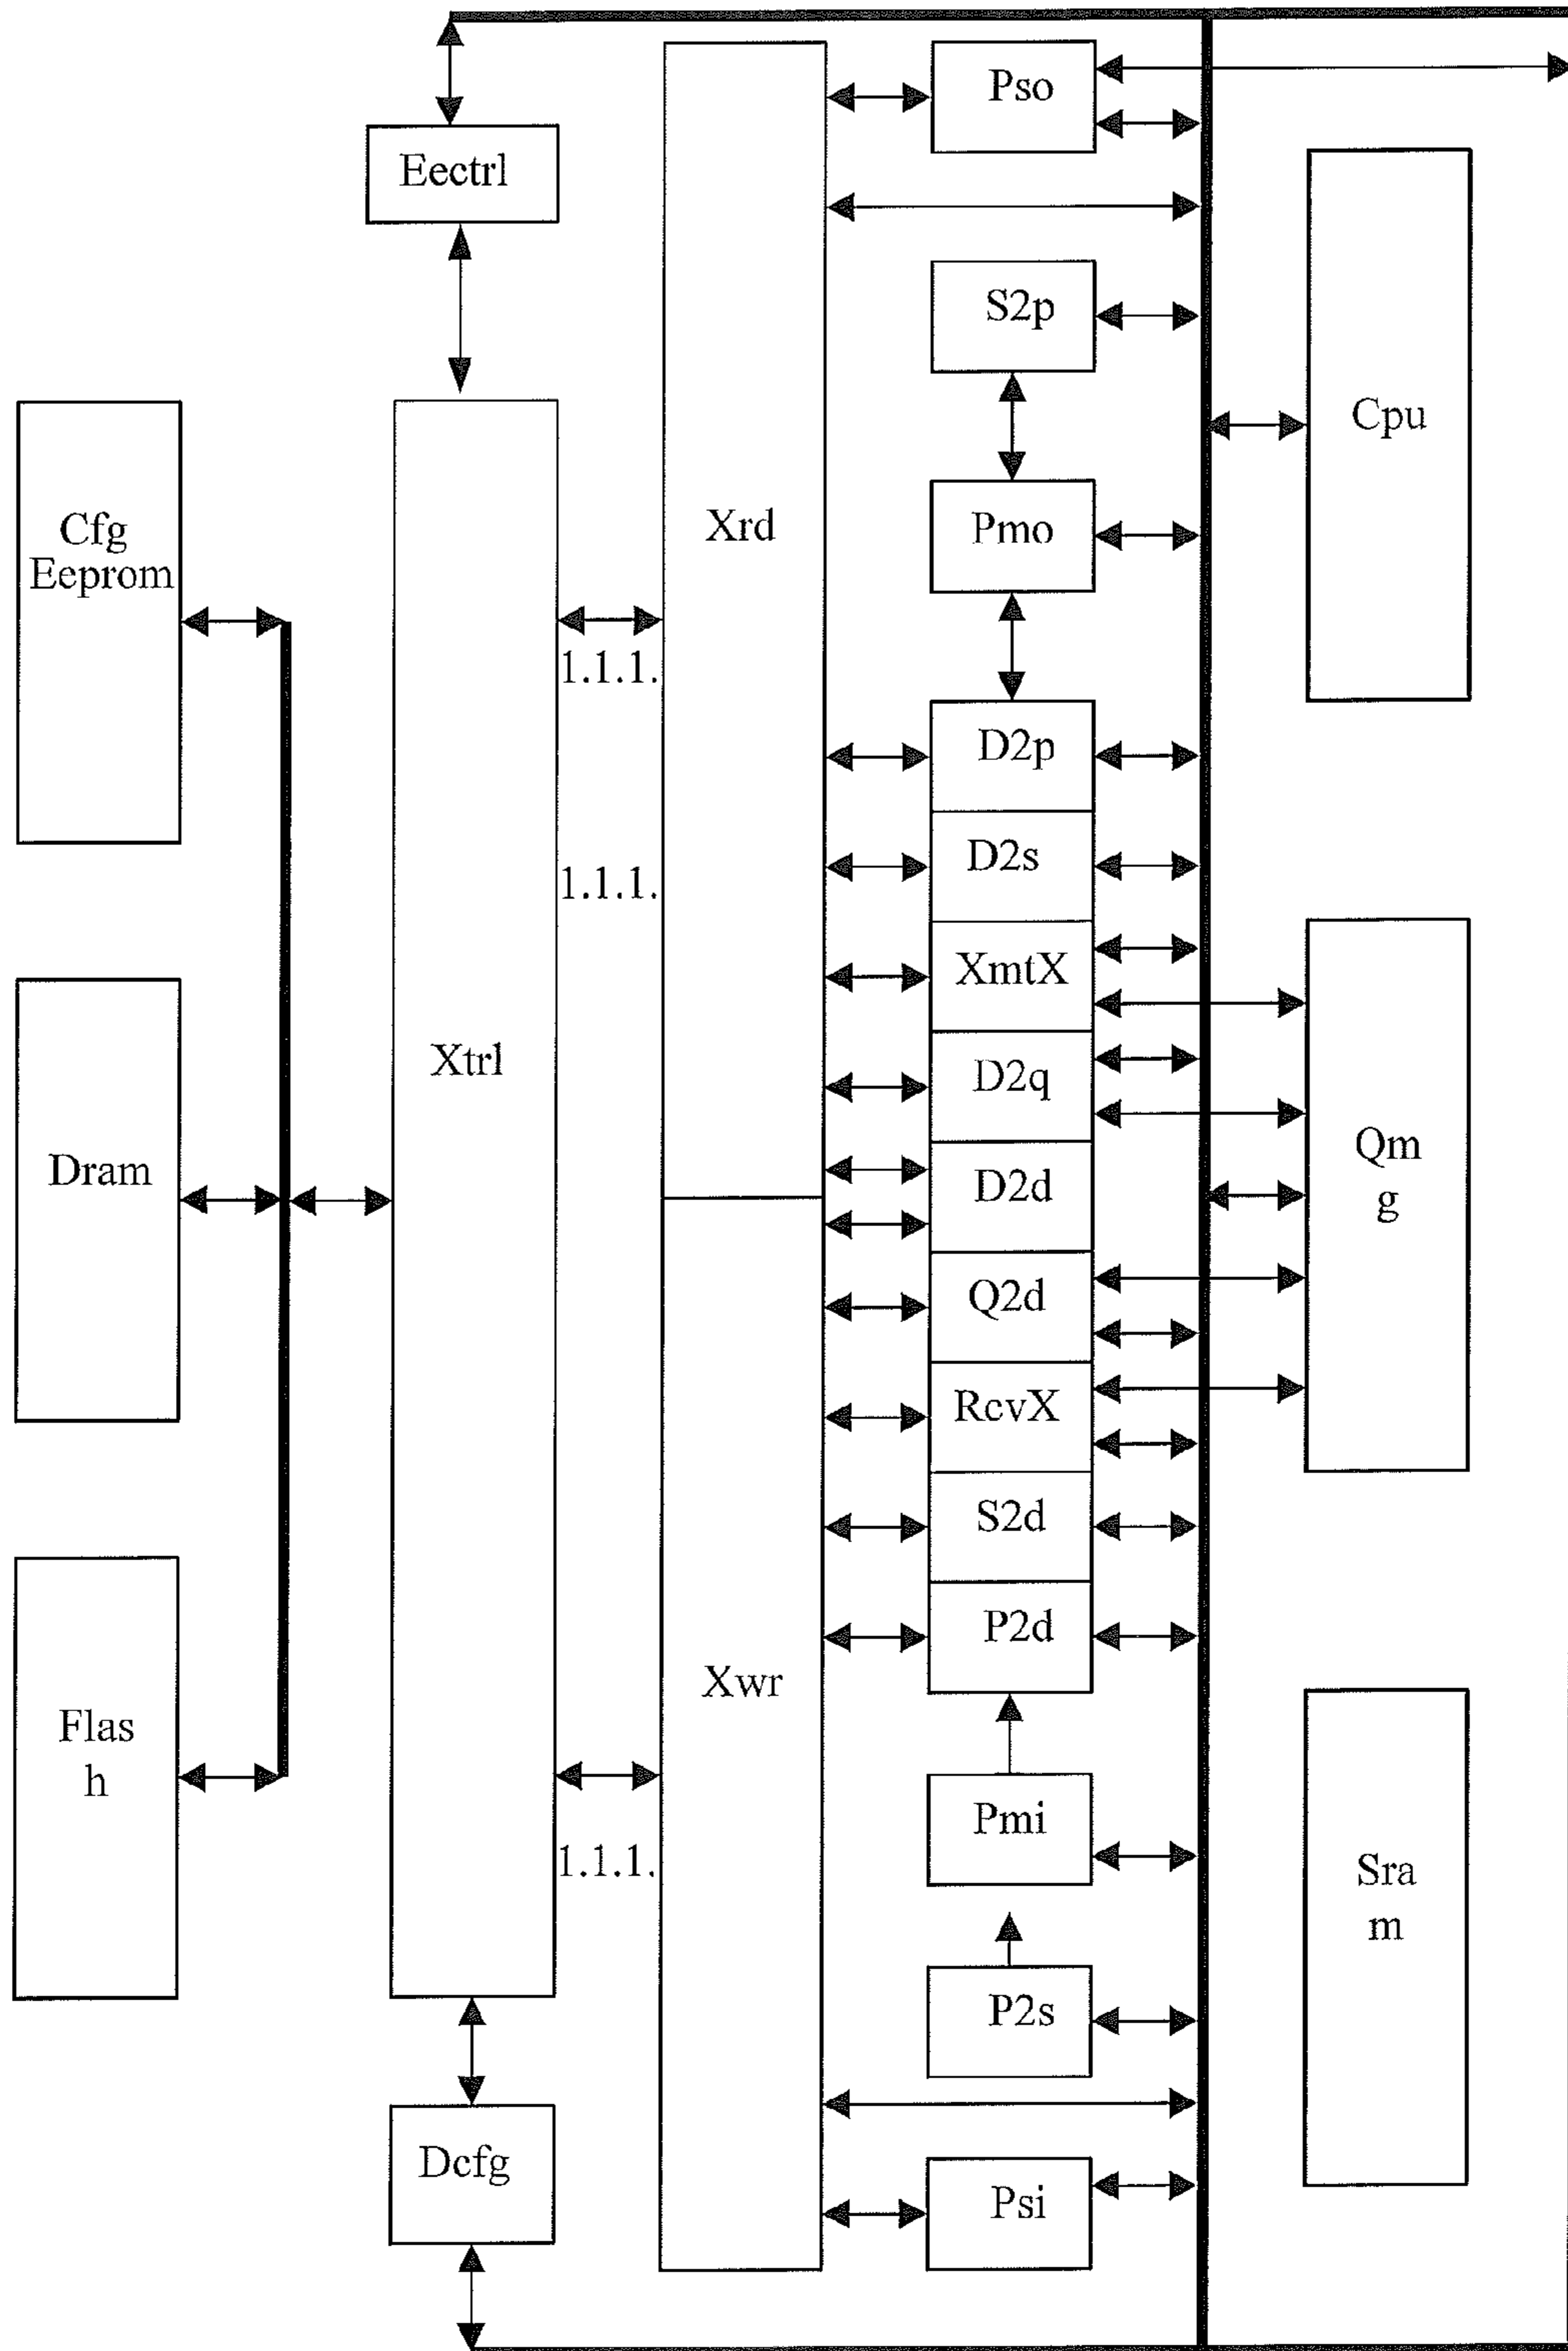 Pso
Eectrl
S2p
Cpu
Cfg
Eeprom
Xrd
Pmo
1.1.1.
D2p
D2s
1.1.1.
XmtX
Xtrl
D2q
Dram
D2d
Qm
g
Q2d
RcvX
S2d
P2d
Xwr
Flas
h
Pmi
1.1.1.
Sra
m
P2s
Dcfg
Psi